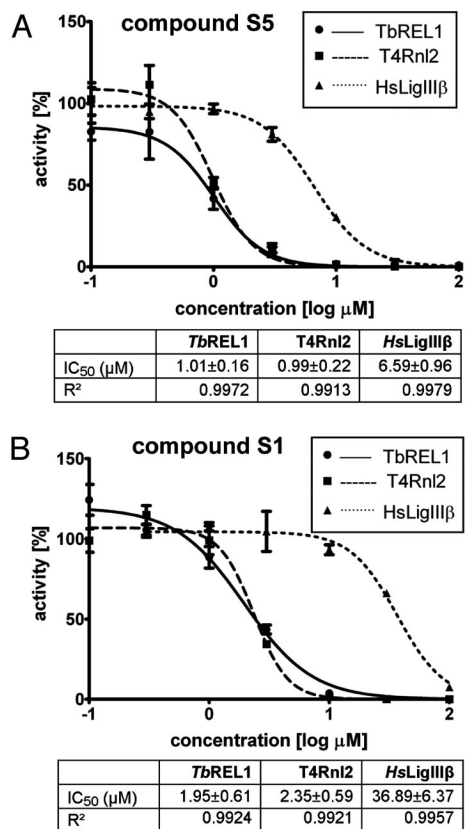 A
compound S5
TbREL1
T4Rnl2
HsLigIIIβ
150
100
50
0
activity [%]
-1 0 1 2
concentration [log μM]
TbREL1 T4Rnl2 HsLigIIIβ
IC50 (μM) 1.01±0.16 0.99±0.22 6.59±0.96
R² 0.9972 0.9913 0.9979
B
compound S1
TbREL1
T4Rnl2
HsLigIIIβ
150
100
50
0
activity [%]
-1 0 1 2
concentration [log μM]
TbREL1 T4Rnl2 HsLigIIIβ
IC50 (μM) 1.95±0.61 2.35±0.59 36.89±6.37
R² 0.9924 0.9921 0.9957